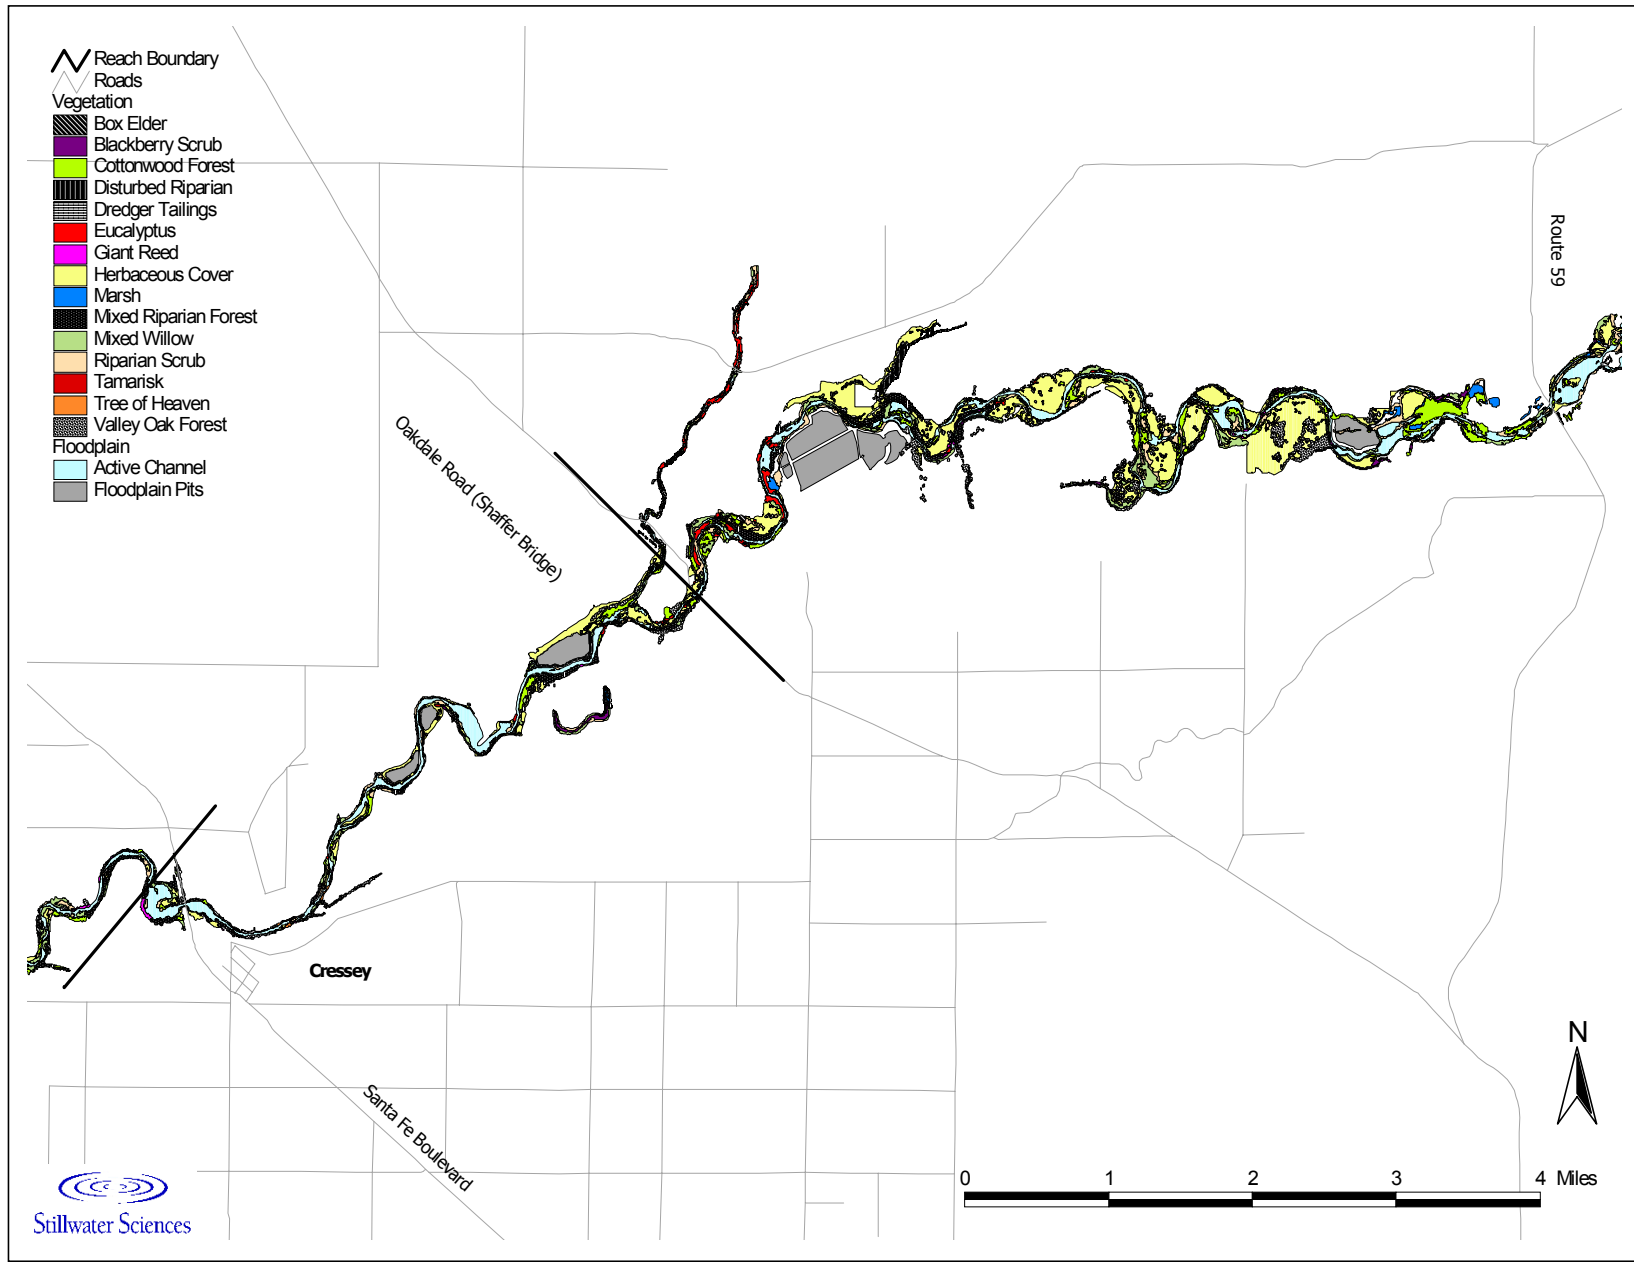 Reach Boundary
Roads
Vegetation
Box Elder
Blackberry Scrub
Cottonwood Forest
Disturbed Riparian
Dredger Tailings
Eucalyptus
Giant Reed
Herbaceous Cover
Marsh
Mixed Riparian Forest
Mixed Willow
Riparian Scrub
Tamarisk
Tree of Heaven
Valley Oak Forest
Floodplain
Active Channel
Floodplain Pits
Route 59
Oakdale Road (Shaffer Bridge)
Cressey
Santa Fe Boulevard
N
0 1 2 3 4 Miles
Stillwater Sciences